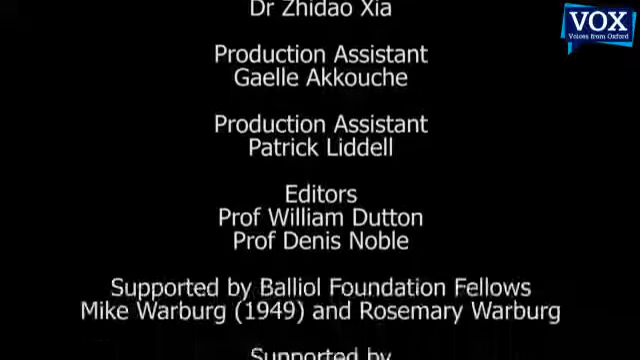 Dr Zhidao Xia
VOX
Voices from Oxford
Production Assistant
Gaelle Akkouche
Production Assistant
Patrick Liddell
Editors
Prof William Dutton
Prof Denis Noble
Supported by Balliol Foundation Fellows
Mike Warburg (1949) and Rosemary Warburg
Supported by